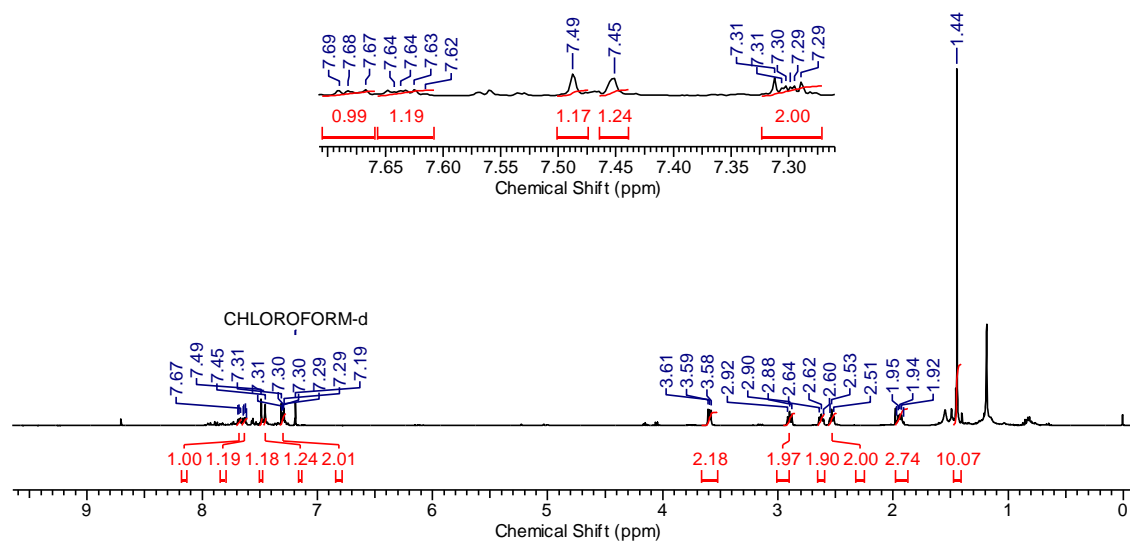 7.69 7.68 7.67 7.64 7.64 7.63 7.62 7.49 7.45 7.31 7.31 7.30 7.29 7.29 1.44
0.99 1.19 1.17 1.24 2.00
7.65 7.60 7.55 7.50 7.45 7.40 7.35 7.30
Chemical Shift (ppm)
CHLOROFORM-d
7.67 7.49 7.45 7.31 7.31 7.30 7.30 7.29 7.29 7.19 3.61 3.59 3.58 2.92 2.90 2.88 2.64 2.62 2.60 2.53 2.51 1.95 1.94 1.92
1.00 1.19 1.18 1.24 2.01 2.18 1.97 1.90 2.00 2.74 10.07
9 8 7 6 5 4 3 2 1 0
Chemical Shift (ppm)